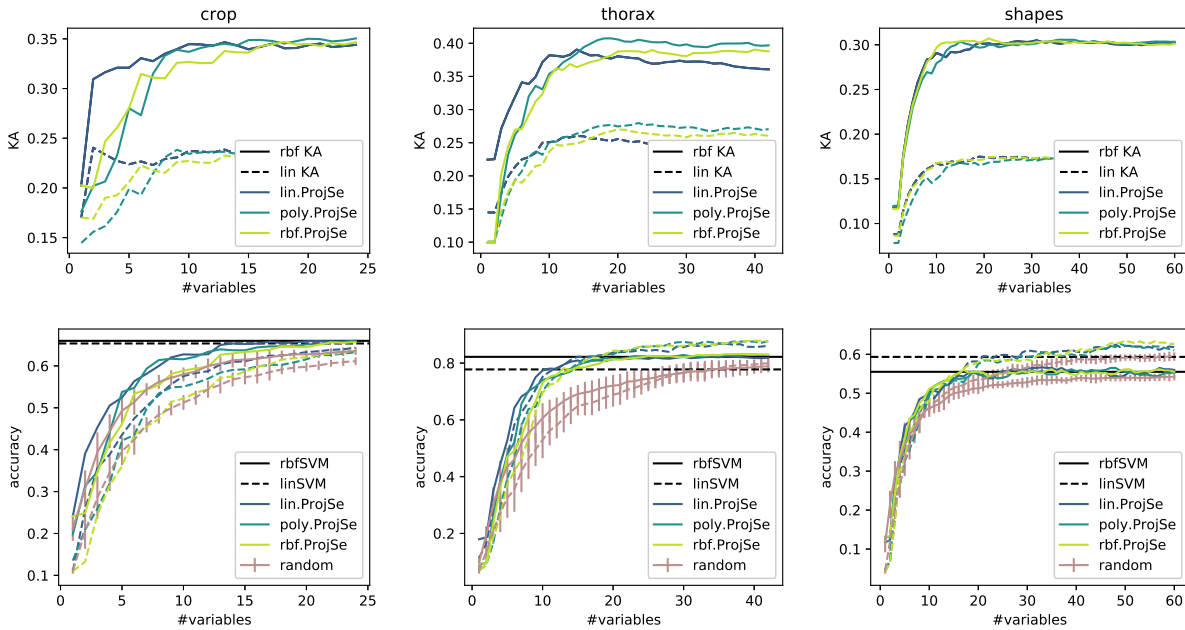 crop
thorax
shapes
0.35
0.30
0.25
0.20
0.15
KA
0
5
10
15
20
25
#variables
rbf KA
lin KA
lin.ProjSe
poly.ProjSe
rbf.ProjSe
0.40
0.35
0.30
0.25
0.20
0.15
0.10
KA
0
10
20
30
40
#variables
rbf KA
lin KA
lin.ProjSe
poly.ProjSe
rbf.ProjSe
0.30
0.25
0.20
0.15
0.10
KA
0
10
20
30
40
50
60
#variables
rbf KA
lin KA
lin.ProjSe
poly.ProjSe
rbf.ProjSe
0.6
0.5
0.4
0.3
0.2
0.1
accuracy
0
5
10
15
20
25
#variables
rbfSVM
linSVM
lin.ProjSe
poly.ProjSe
rbf.ProjSe
random
0.8
0.6
0.4
0.2
accuracy
0
10
20
30
40
#variables
rbfSVM
linSVM
lin.ProjSe
poly.ProjSe
rbf.ProjSe
random
0.6
0.5
0.4
0.3
0.2
0.1
accuracy
0
10
20
30
40
50
60
#variables
rbfSVM
linSVM
lin.ProjSe
poly.ProjSe
rbf.ProjSe
random